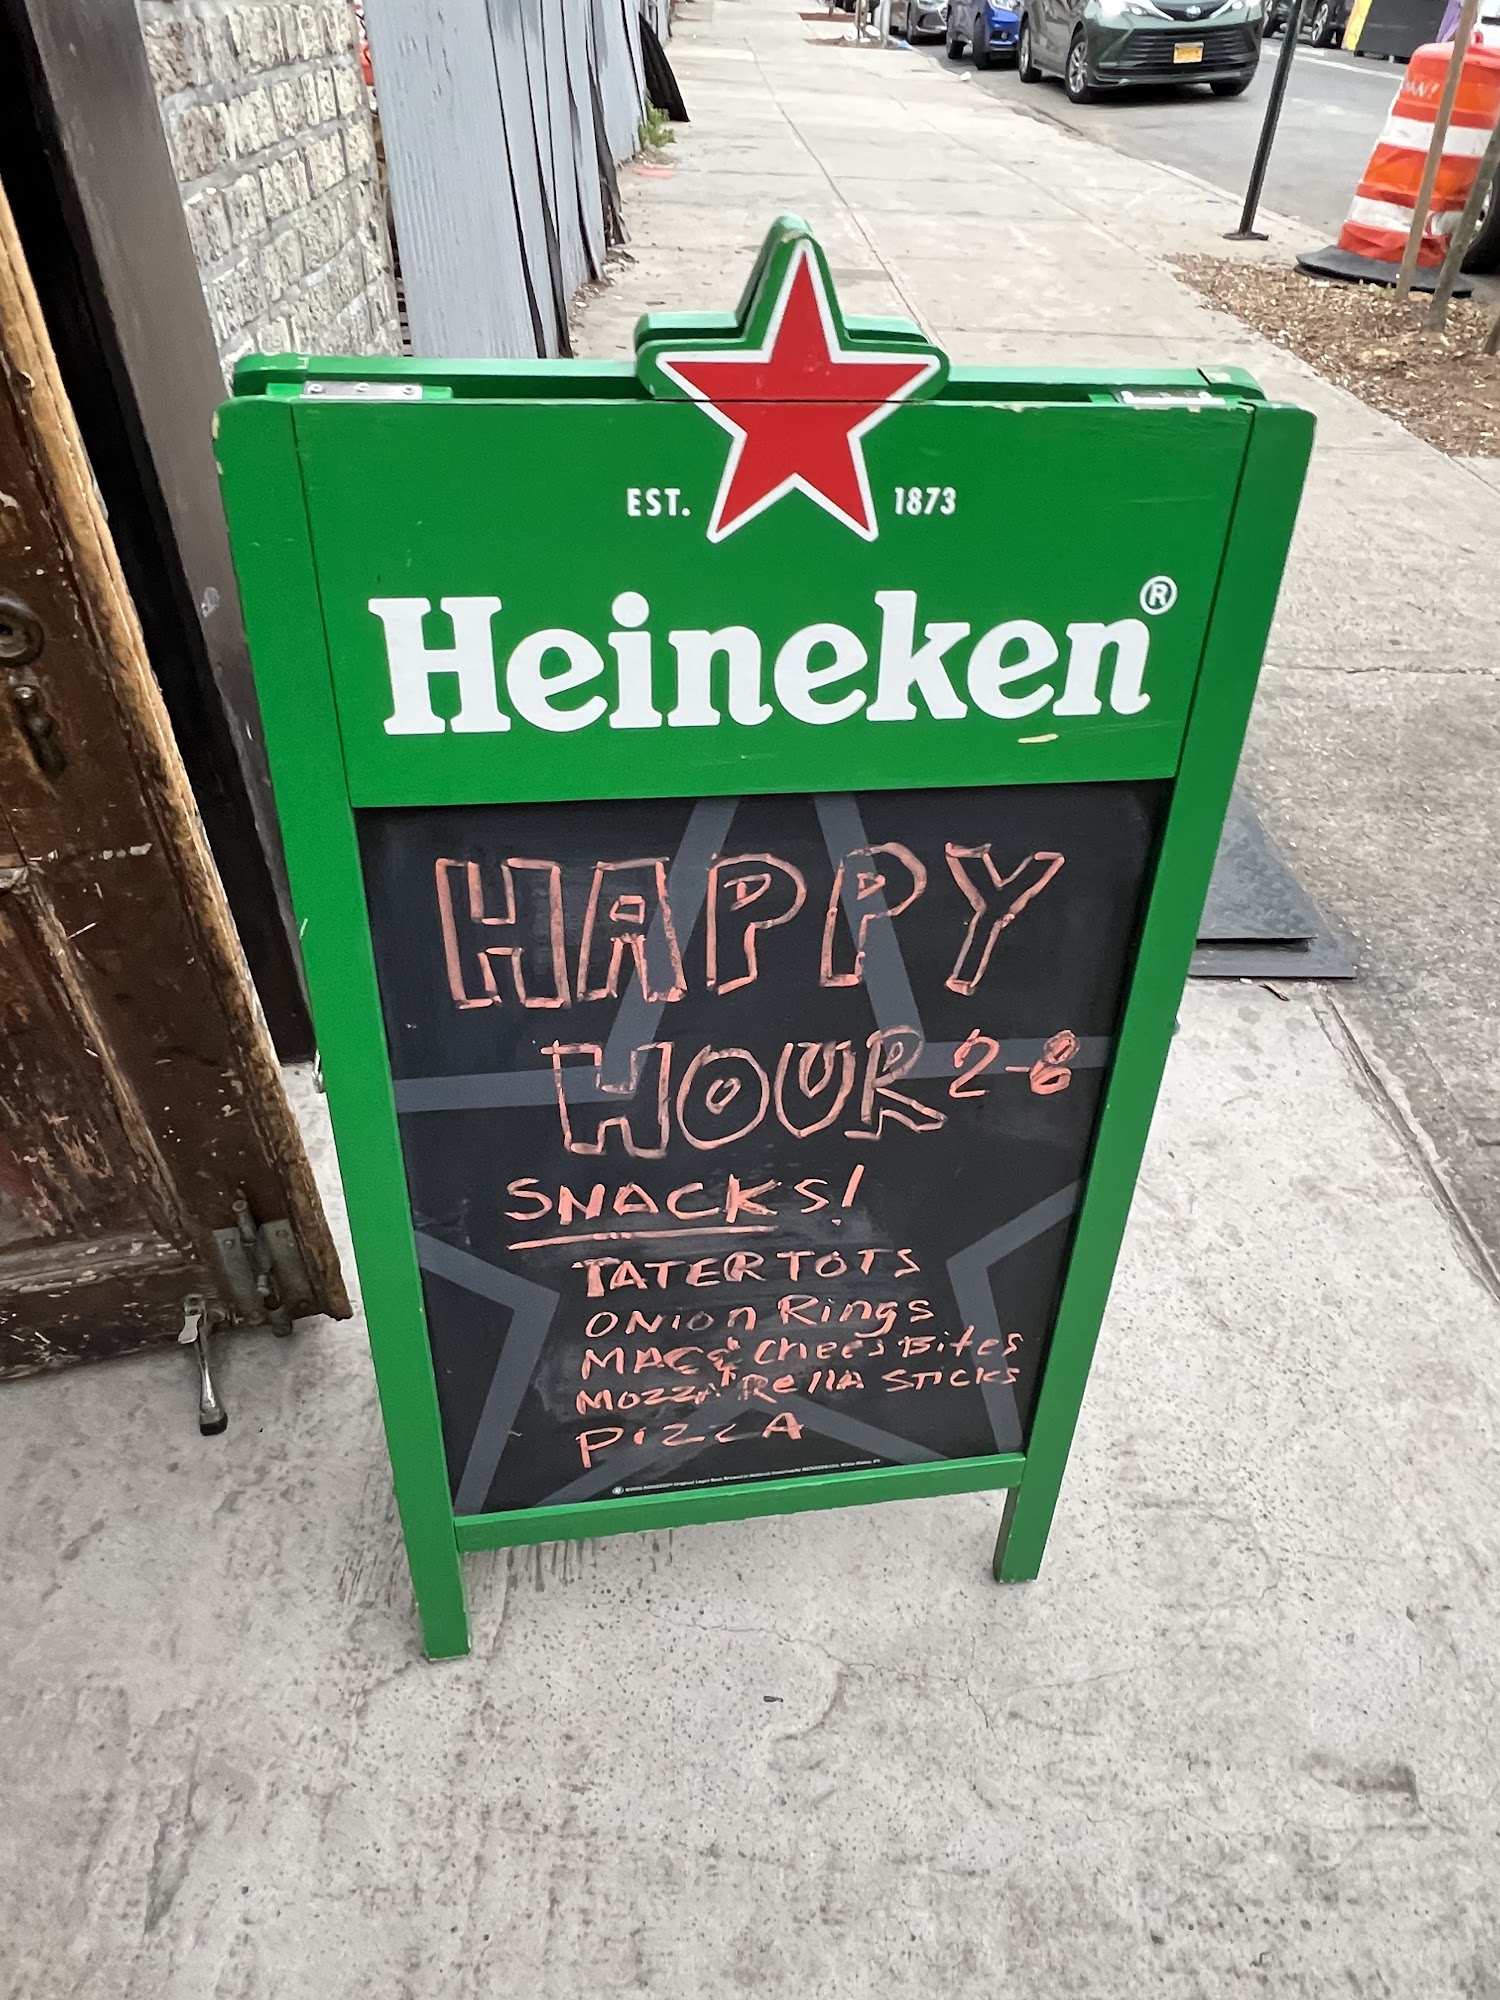 EST. 1873
Heineken®
HAPPY
HOUR 2-8
SNACKS!
TATER TOTS
ONION Rings
MAC & Chees Bites
MOZZARELLA STICKS
PIZZA